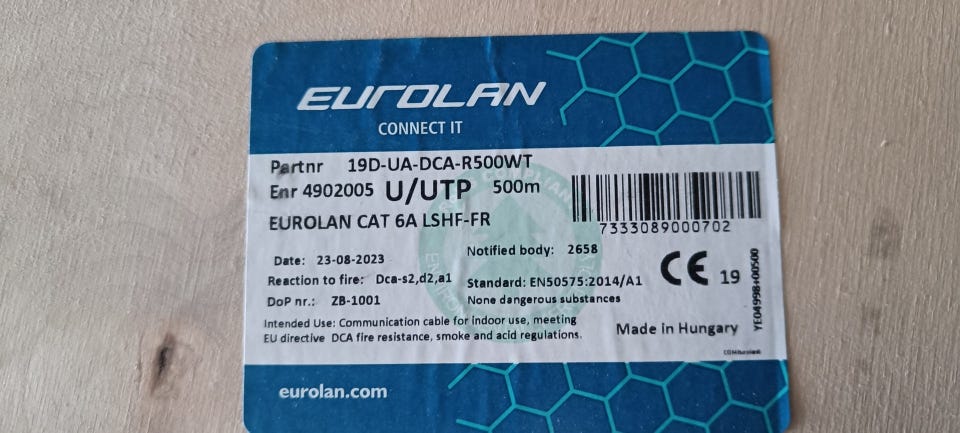 EUROLAN
CONNECT IT
Partnr 19D-UA-DCA-R500WT
Enr 4902005 U/UTP 500m
EUROLAN CAT 6A LSHF-FR
7333089000702
Date: 23-08-2023
Notified body: 2658
Reaction to fire: Dca-s2,d2,a1
Standard: EN50575:2014/A1
CE 19
DoP nr.: ZB-1001
None dangerous substances
Intended Use: Communication cable for indoor use, meeting
EU directive DCA fire resistance, smoke and acid regulations.
Made in Hungary
YE04998+00500
eurolan.com